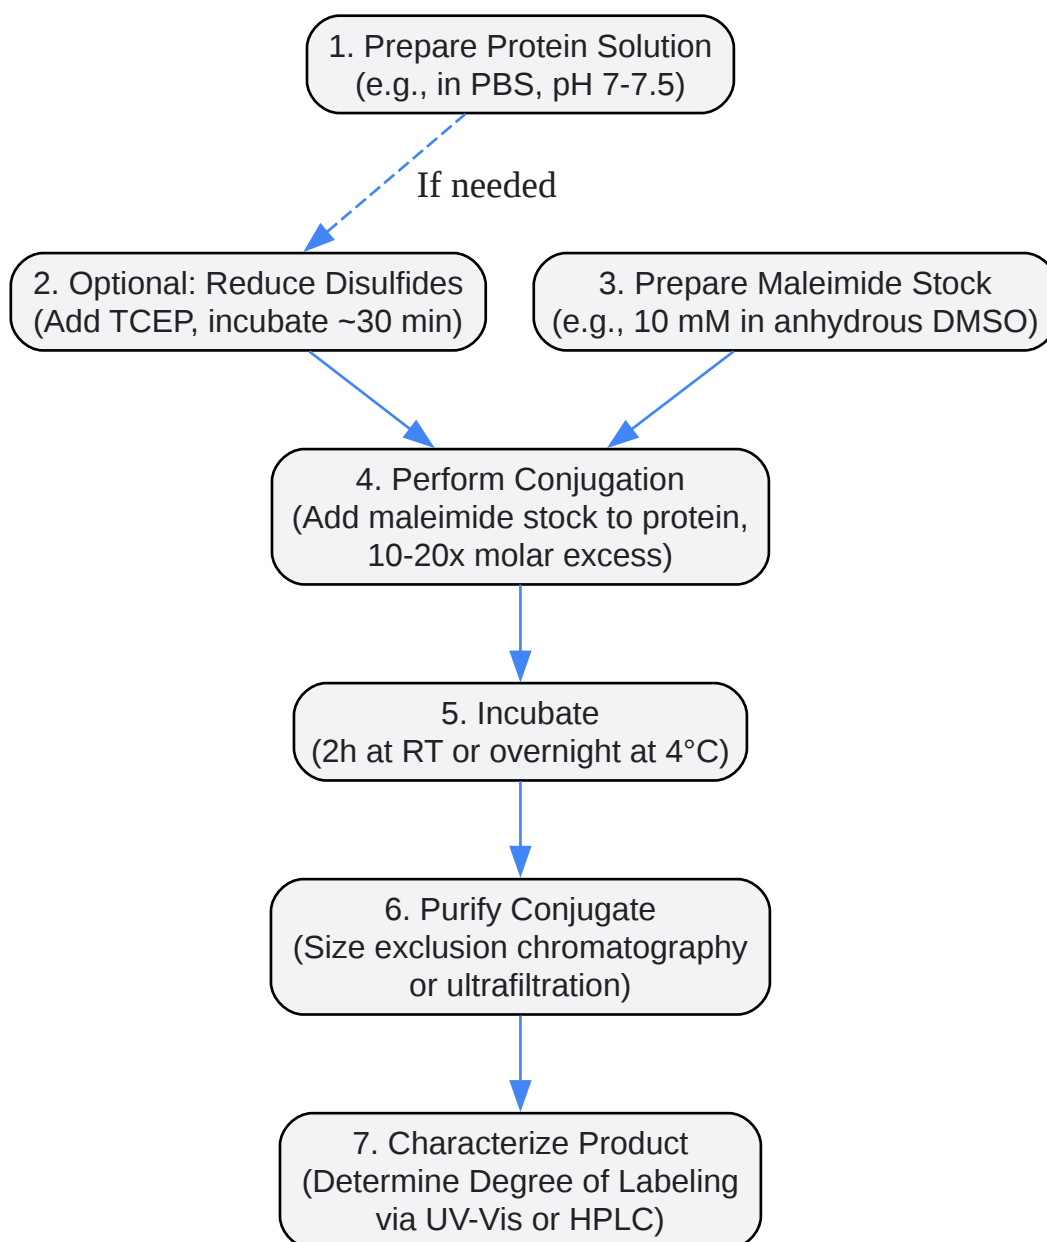 1. Prepare Protein Solution
(e.g., in PBS, pH 7-7.5)
If needed
2. Optional: Reduce Disulfides
(Add TCEP, incubate ~30 min)
3. Prepare Maleimide Stock
(e.g., 10 mM in anhydrous DMSO)
4. Perform Conjugation
(Add maleimide stock to protein,
10-20x molar excess)
5. Incubate
(2h at RT or overnight at 4°C)
6. Purify Conjugate
(Size exclusion chromatography
or ultrafiltration)
7. Characterize Product
(Determine Degree of Labeling
via UV-Vis or HPLC)